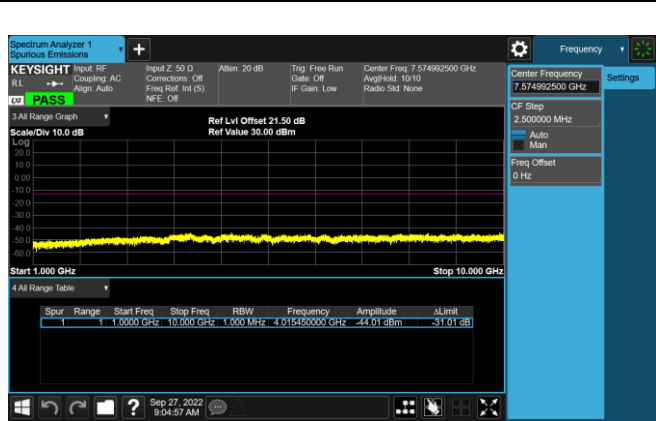 Spectrum Analyzer 1
Spurious Emissions
Frequency
KEYSIGHT
R L
LXI
PASS
Input: RF
Coupling: AC
Align: Auto
Input Z: 50 Ω
Corrections: Off
Freq Ref: Int (S)
NFE: Off
Atten: 20 dB
Trig: Free Run
Gate: Off
IF Gain: Low
Center Freq: 7.574992500 GHz
Avg|Hold: 10/10
Radio Std: None
Center Frequency
7.574992500 GHz
Settings
CF Step
2.500000 MHz
Auto
Man
Freq Offset
0 Hz
3 All Range Graph
Ref Lvl Offset 21.50 dB
Scale/Div 10.0 dB
Ref Value 30.00 dBm
Log
20.0
10.0
0.00
-10.0
-20.0
-30.0
-40.0
-50.0
-60.0
Start 1.000 GHz
Stop 10.000 GHz
4 All Range Table
Spur Range Start Freq Stop Freq RBW Frequency Amplitude ΔLimit
1 1 1.0000 GHz 10.000 GHz 1.000 MHz 4.015450000 GHz -44.01 dBm -31.01 dB
Sep 27, 2022
9:04:57 AM